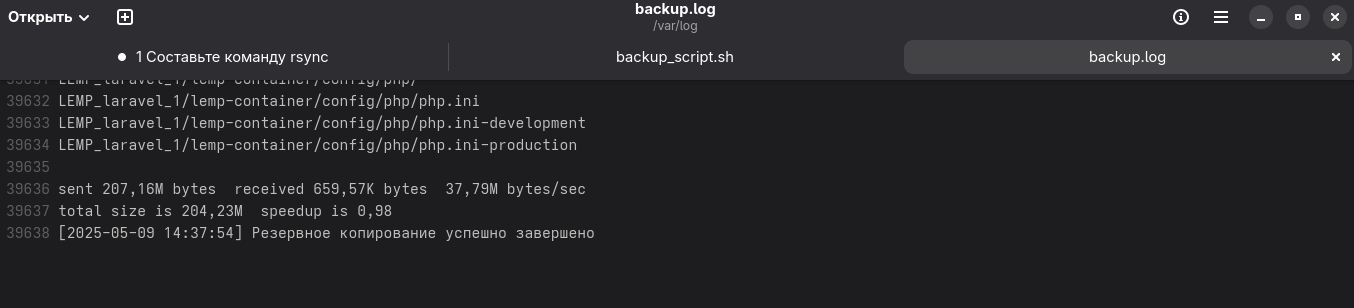 Открыть
backup.log
/var/log
1 Составьте команду rsync
backup_script.sh
backup.log
39631 LEMP_laravel_1/lemp-container/config/php/
39632 LEMP_laravel_1/lemp-container/config/php/php.ini
39633 LEMP_laravel_1/lemp-container/config/php/php.ini-development
39634 LEMP_laravel_1/lemp-container/config/php/php.ini-production
39635
39636 sent 207,16M bytes  received 659,57K bytes  37,79M bytes/sec
39637 total size is 204,23M  speedup is 0,98
39638 [2025-05-09 14:37:54] Резервное копирование успешно завершено